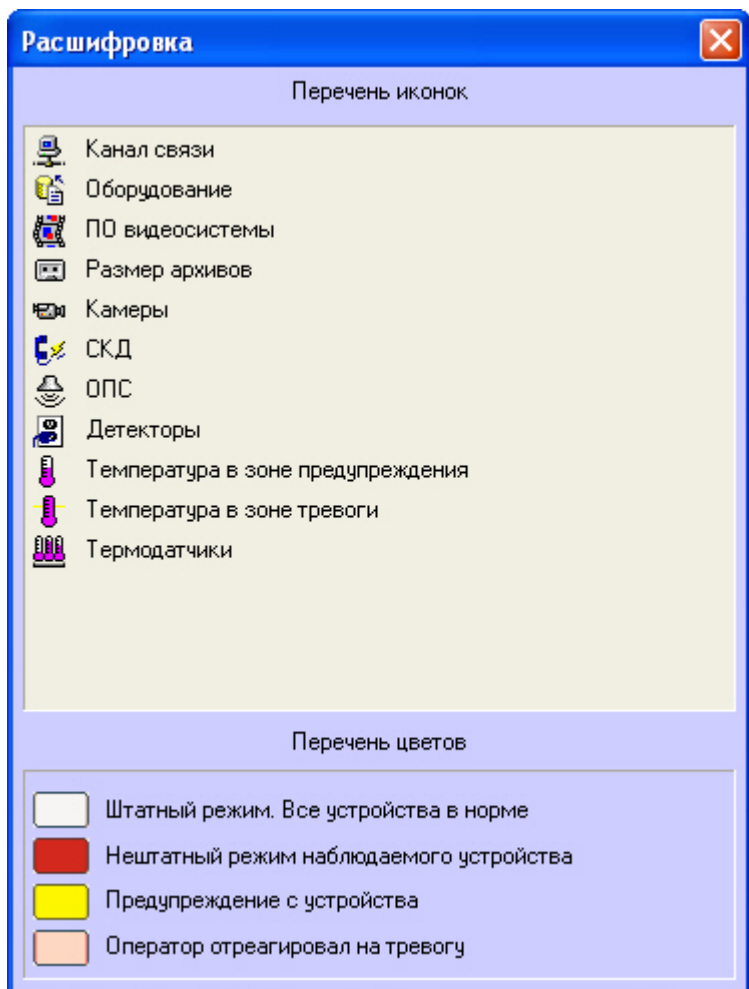 Расшифровка
Перечень иконок
Канал связи
Оборудование
ПО видеосистемы
Размер архивов
Камеры
СКД
ОПС
Детекторы
Температура в зоне предупреждения
Температура в зоне тревоги
Термодатчики
Перечень цветов
Штатный режим. Все устройства в норме
Нештатный режим наблюдаемого устройства
Предупреждение с устройства
Оператор отреагировал на тревогу